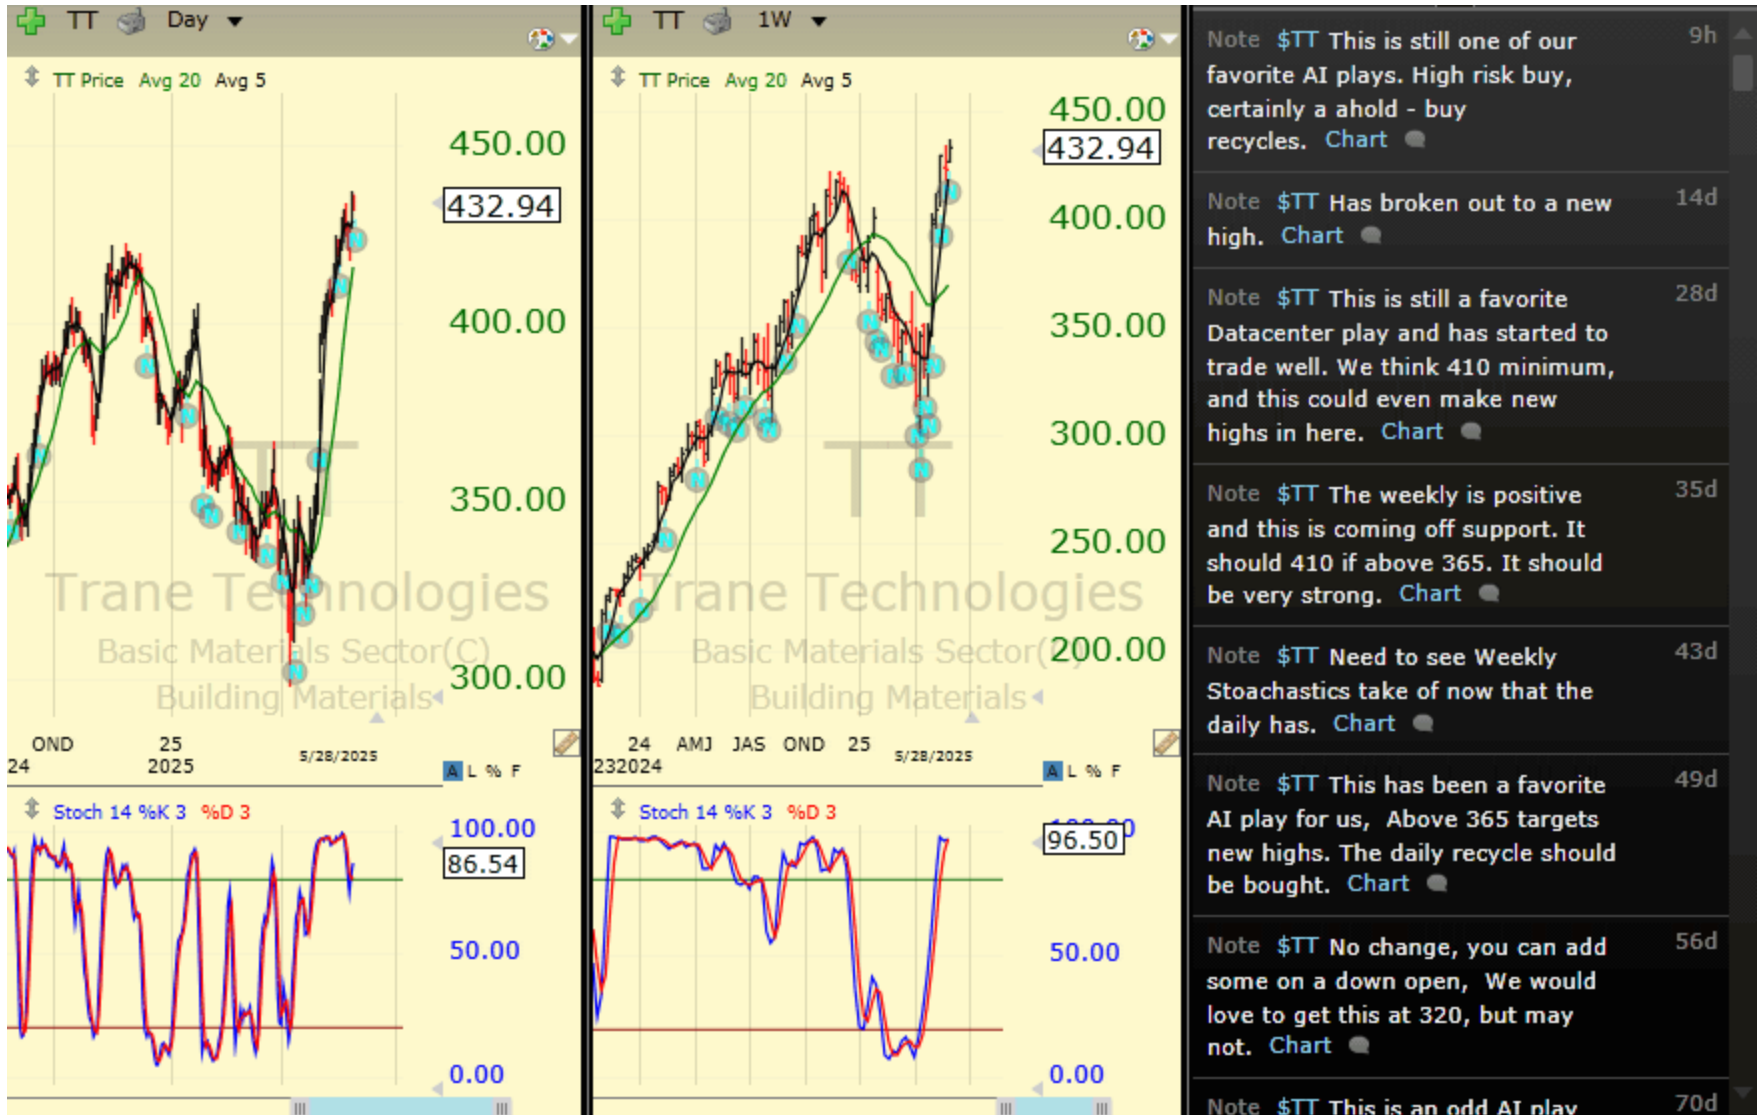 TT Day
TT Price Avg 20 Avg 5
450.00
432.94
400.00
350.00
300.00
TT
Trane Technologies
Basic Materials Sector(C)
Building Materials
OND 25
24 2025 5/28/2025
A L % F
Stoch 14 %K 3 %D 3
100.00
86.54
50.00
0.00
TT 1W
TT Price Avg 20 Avg 5
450.00
432.94
400.00
350.00
300.00
250.00
200.00
TT
Trane Technologies
Basic Materials Sector(C)
Building Materials
24 AMJ JAS OND 25
232024 5/28/2025
A L % F
Stoch 14 %K 3 %D 3
100.00
96.50
50.00
0.00
Note $TT This is still one of our 9h
favorite AI plays. High risk buy,
certainly a ahold - buy
recycles. Chart
Note $TT Has broken out to a new 14d
high. Chart
Note $TT This is still a favorite 28d
Datacenter play and has started to
trade well. We think 410 minimum,
and this could even make new
highs in here. Chart
Note $TT The weekly is positive 35d
and this is coming off support. It
should 410 if above 365. It should
be very strong. Chart
Note $TT Need to see Weekly 43d
Stoachastics take of now that the
daily has. Chart
Note $TT This has been a favorite 49d
AI play for us, Above 365 targets
new highs. The daily recycle should
be bought. Chart
Note $TT No change, you can add 56d
some on a down open, We would
love to get this at 320, but may
not. Chart
Note $TT This is an odd AI play 70d